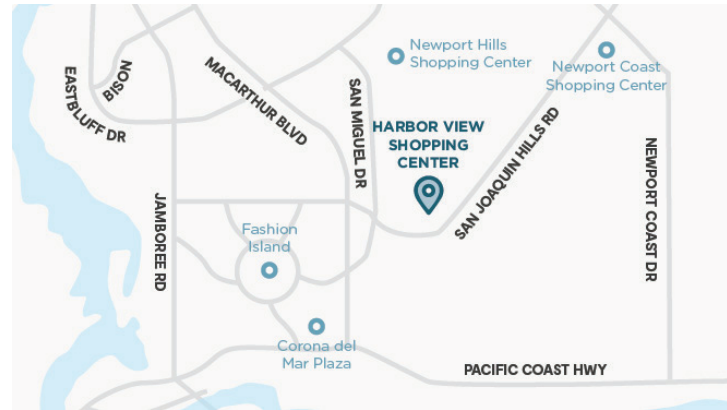 Newport Hills
Shopping Center
Newport Coast
Shopping Center
EASTBLUFF DR
BISON
MACARTHUR BLVD
SAN MIGUEL DR
HARBOR VIEW
SHOPPING
CENTER
SAN JOAQUIN HILLS RD
NEWPORT COAST DR
JAMBOREE RD
Fashion
Island
Corona del
Mar Plaza
PACIFIC COAST HWY